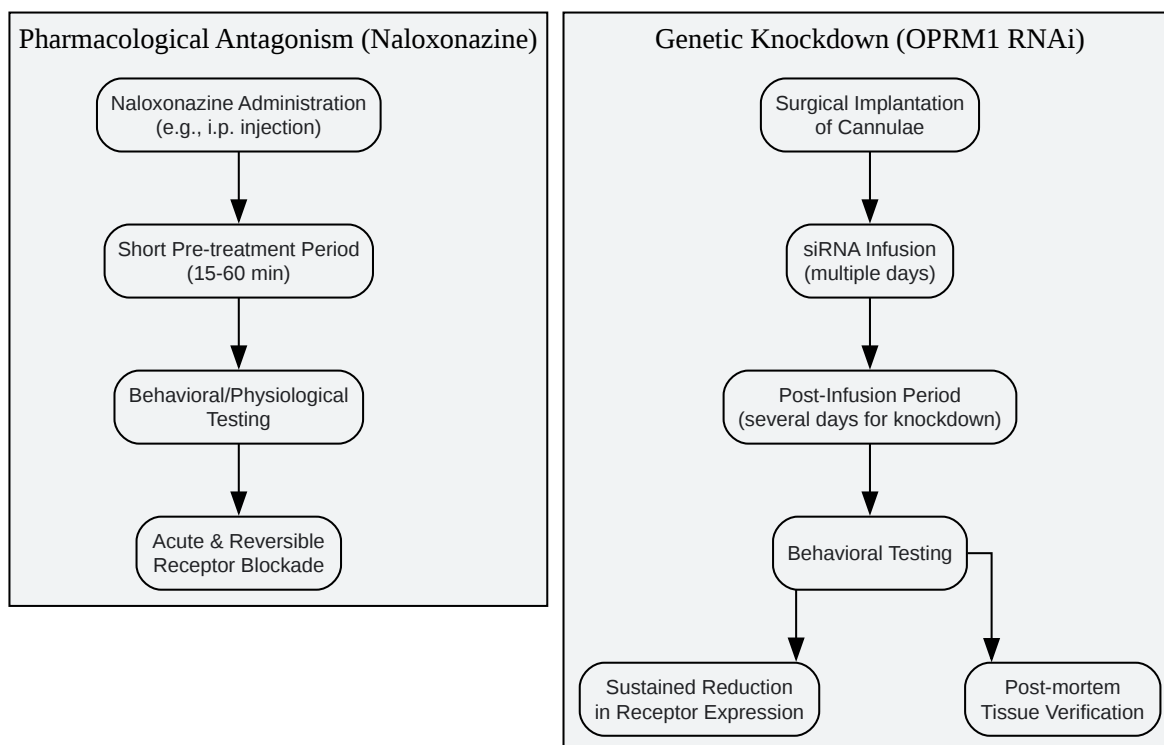 Pharmacological Antagonism (Naloxonazine)
Naloxonazine Administration
(e.g., i.p. injection)
Short Pre-treatment Period
(15-60 min)
Behavioral/Physiological
Testing
Acute & Reversible
Receptor Blockade
Genetic Knockdown (OPRM1 RNAi)
Surgical Implantation
of Cannulae
siRNA Infusion
(multiple days)
Post-Infusion Period
(several days for knockdown)
Behavioral Testing
Sustained Reduction
in Receptor Expression
Post-mortem
Tissue Verification